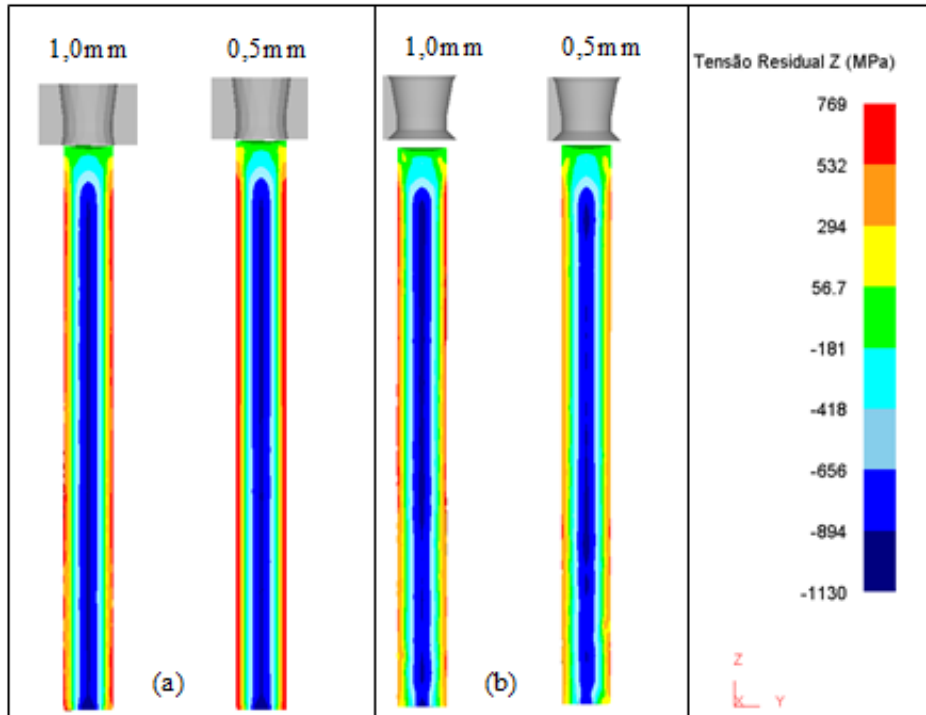 1,0mm 0,5mm
1,0mm 0,5mm
(a)
(b)
Tensão Residual Z (MPa)
769
532
294
56.7
-181
-418
-656
-894
-1130
Z
X Y